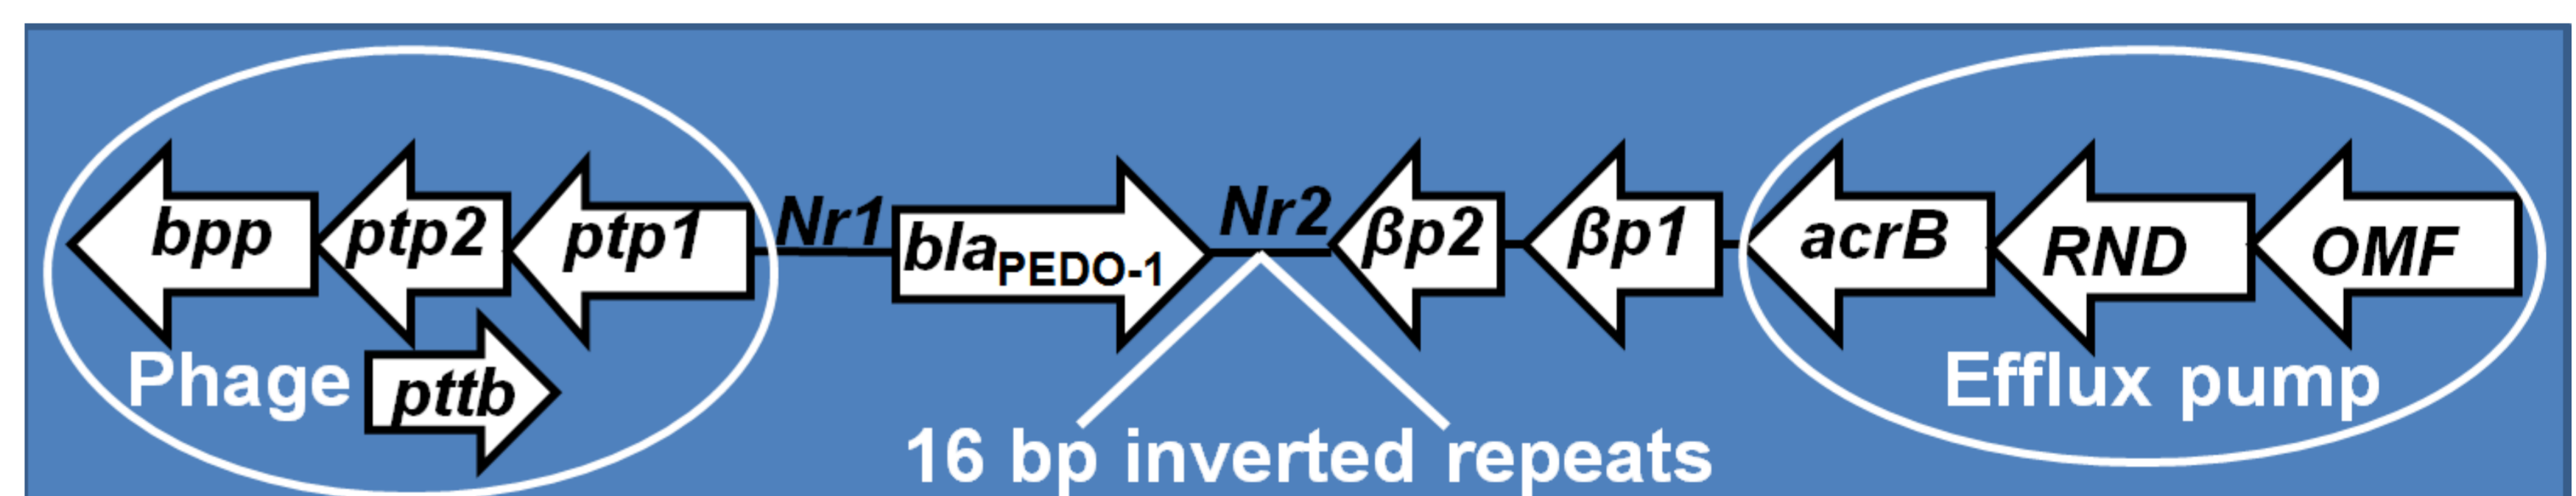 bpp ptp2 ptp1 Nr1 blaPEDO-1 Nr2 βp2 βp1 acrB RND OMF
Phage pttb Efflux pump
16 bp inverted repeats